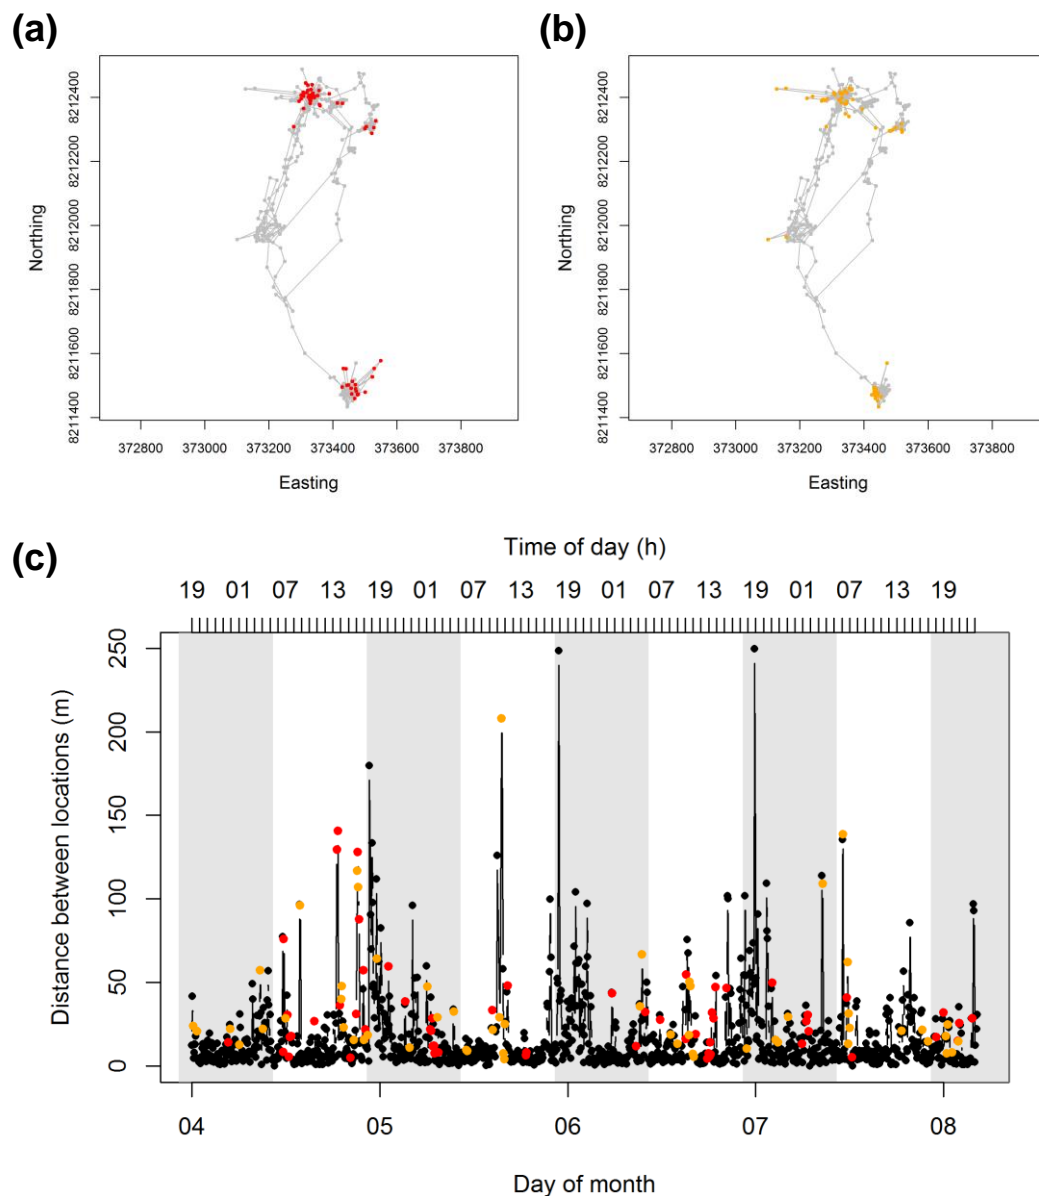 (a)
(b)
8212400
8212200
8212000
8211800
8211600
8211400
Northing
372800 373000 373200 373400 373600 373800
Easting
8212400
8212200
8212000
8211800
8211600
8211400
Northing
372800 373000 373200 373400 373600 373800
Easting
(c)
Time of day (h)
19 01 07 13 19 01 07 13 19 01 07 13 19 01 07 13 19
250
200
150
100
50
0
Distance between locations (m)
04 05 06 07 08
Day of month